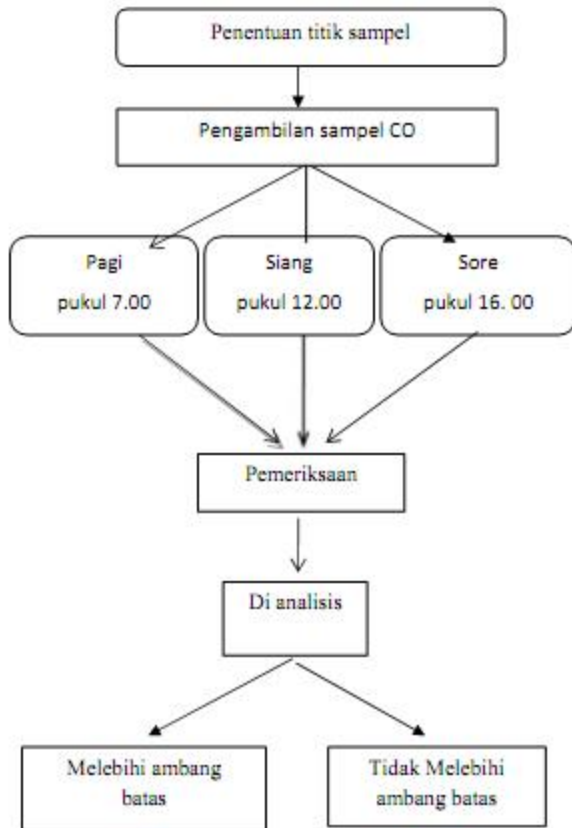 Penentuan titik sampel
Pengambilan sampel CO
Pagi
pukul 7.00
Siang
pukul 12.00
Sore
pukul 16. 00
Pemeriksaan
Di analisis
Melebihi ambang
batas
Tidak Melebihi
ambang batas